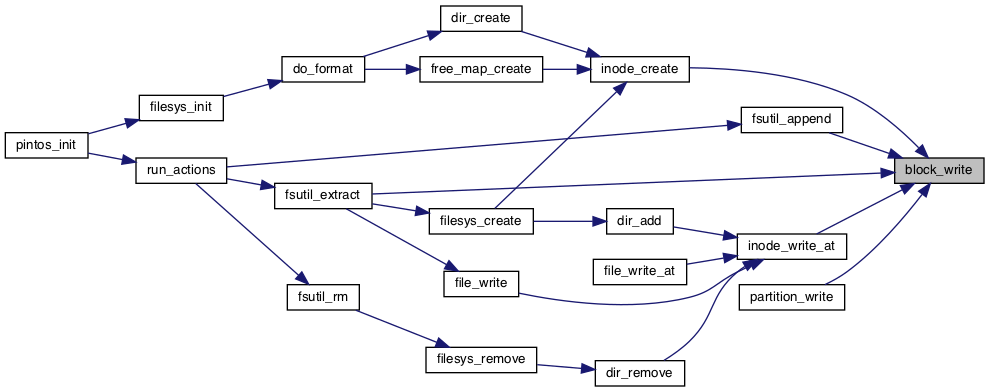 dir_create
do_format
free_map_create
inode_create
filesys_init
fsutil_append
pintos_init
run_actions
block_write
fsutil_extract
filesys_create
dir_add
inode_write_at
file_write_at
file_write
fsutil_rm
partition_write
filesys_remove
dir_remove